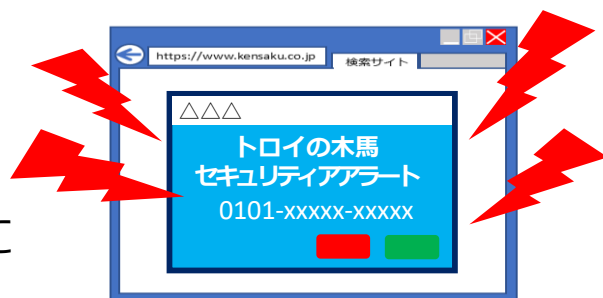 https://www.kensaku.co.jp
検索サイト
△△△
トロイの木馬
セキュリティアアラート
0101-xxxxx-xxxxx
に